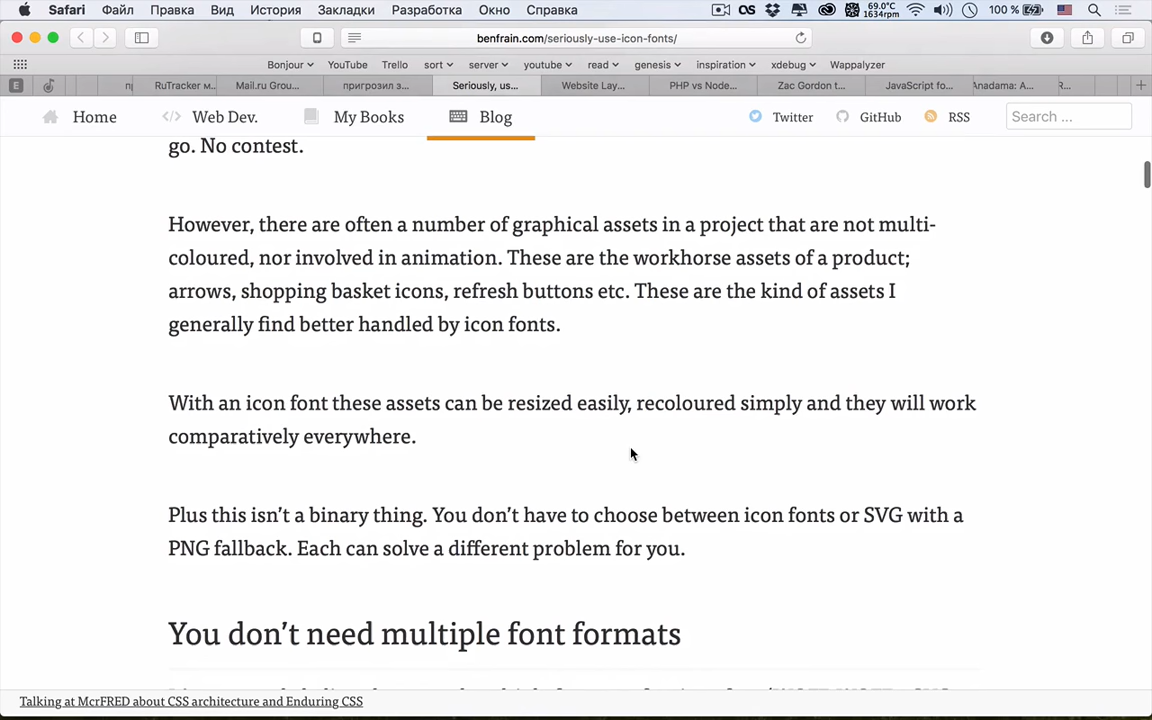 Safari Файл Правка Вид История Закладки Разработка Окно Справка 69.0°C 1634rpm 100 %
benfrain.com/seriously-use-icon-fonts/
Bonjour YouTube Trello sort server youtube read genesis inspiration xdebug Wappalyzer
E RuTracker м... Mail.ru Grou... пригрозил з... Seriously, us... Website Lay... PHP vs Node... Zac Gordon t... JavaScript fo... Anadama: A... R...
Home Web Dev. My Books Blog Twitter GitHub RSS Search ...
go. No contest.
However, there are often a number of graphical assets in a project that are not multi-
coloured, nor involved in animation. These are the workhorse assets of a product;
arrows, shopping basket icons, refresh buttons etc. These are the kind of assets I
generally find better handled by icon fonts.
With an icon font these assets can be resized easily, recoloured simply and they will work
comparatively everywhere.
Plus this isn’t a binary thing. You don’t have to choose between icon fonts or SVG with a
PNG fallback. Each can solve a different problem for you.
You don’t need multiple font formats
Talking at McrFRED about CSS architecture and Enduring CSS